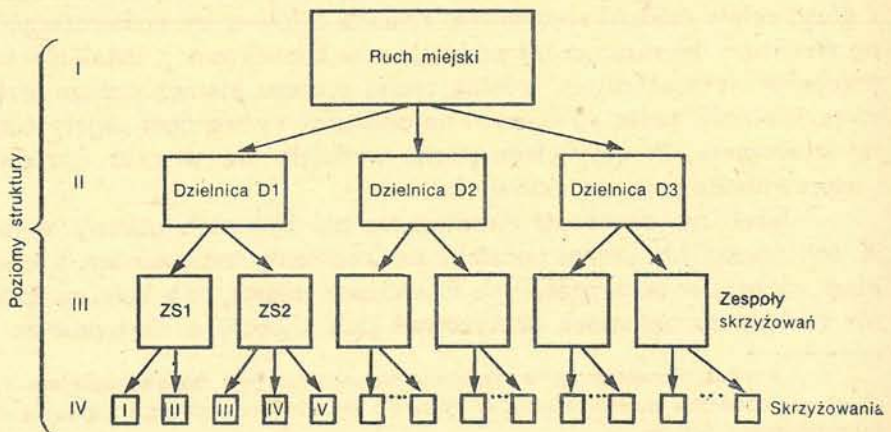 Poziomy struktury
I
Ruch miejski
II
Dzielnica D1
Dzielnica D2
Dzielnica D3
III
ZS1
ZS2
Zespoły
skrzyżowań
IV
I
II
III
IV
V
Skrzyżowania